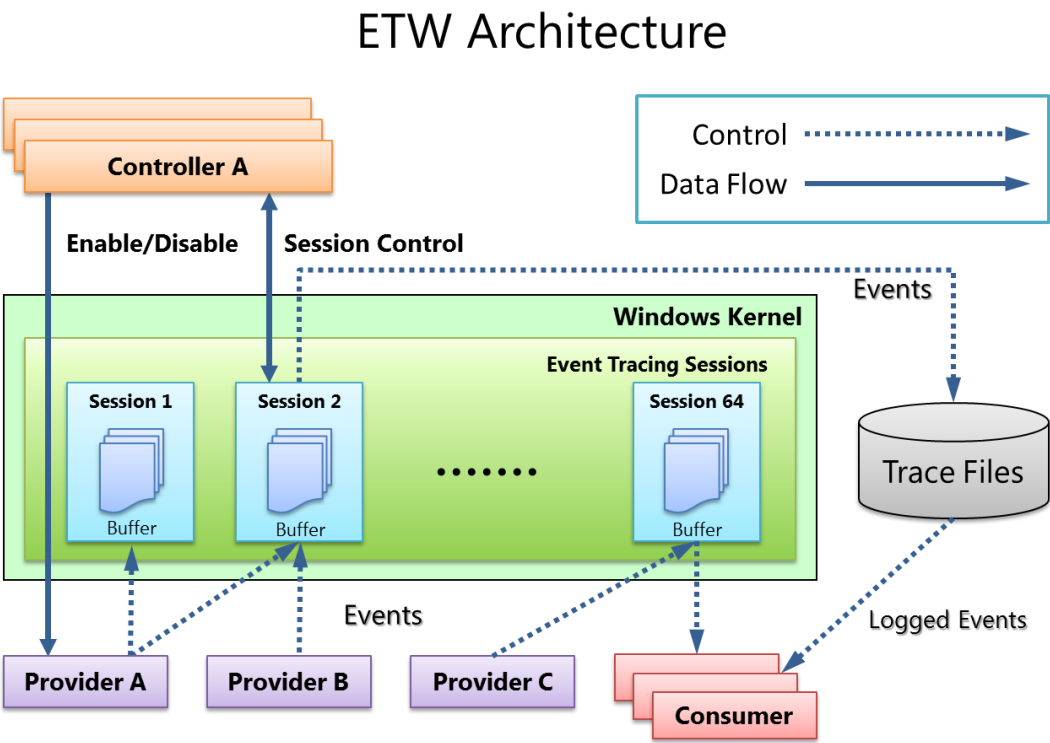 ETW Architecture
Control
Data Flow
Controller A
Enable/Disable
Session Control
Events
Windows Kernel
Event Tracing Sessions
Session 1
Session 2
Session 64
.......
Buffer
Buffer
Buffer
Trace Files
Events
Logged Events
Provider A
Provider B
Provider C
Consumer